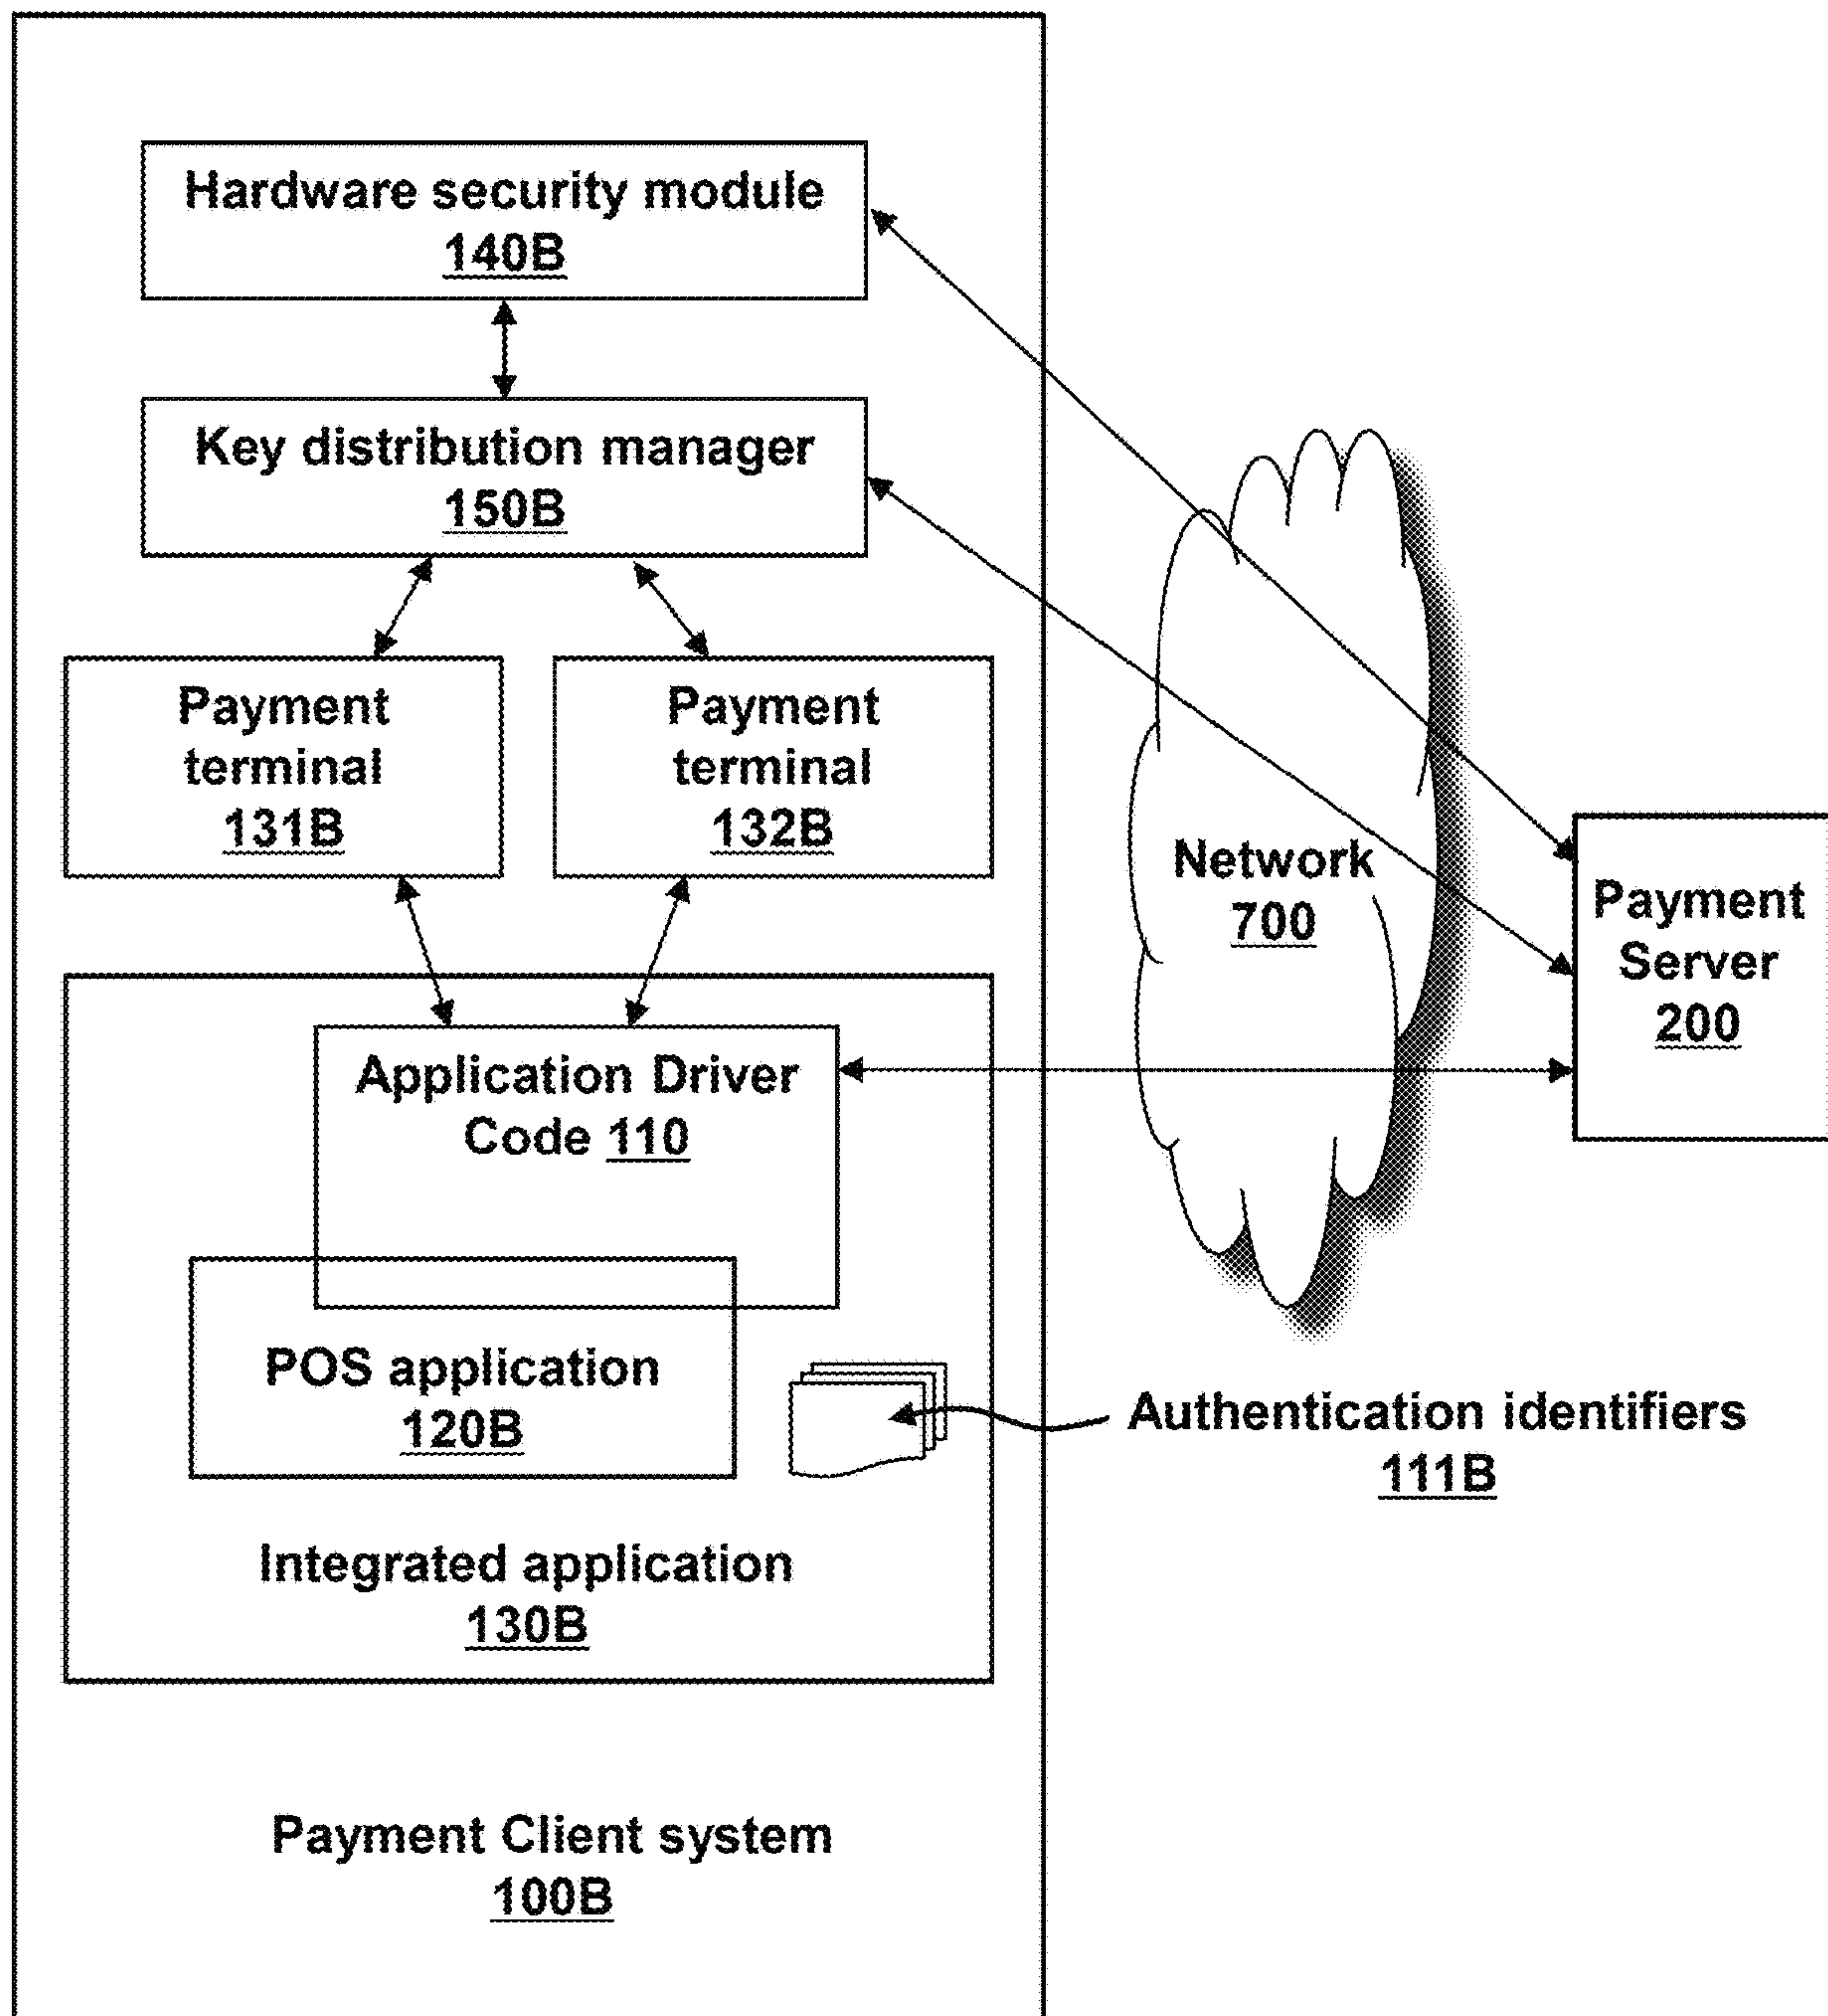 Hardware security module
140B
Key distribution manager
150B
Payment
terminal
131B
Payment
terminal
132B
Network
700
Payment
Server
200
Application Driver
Code 110
POS application
120B
Authentication identifiers
111B
Integrated application
130B
Payment Client system
100B